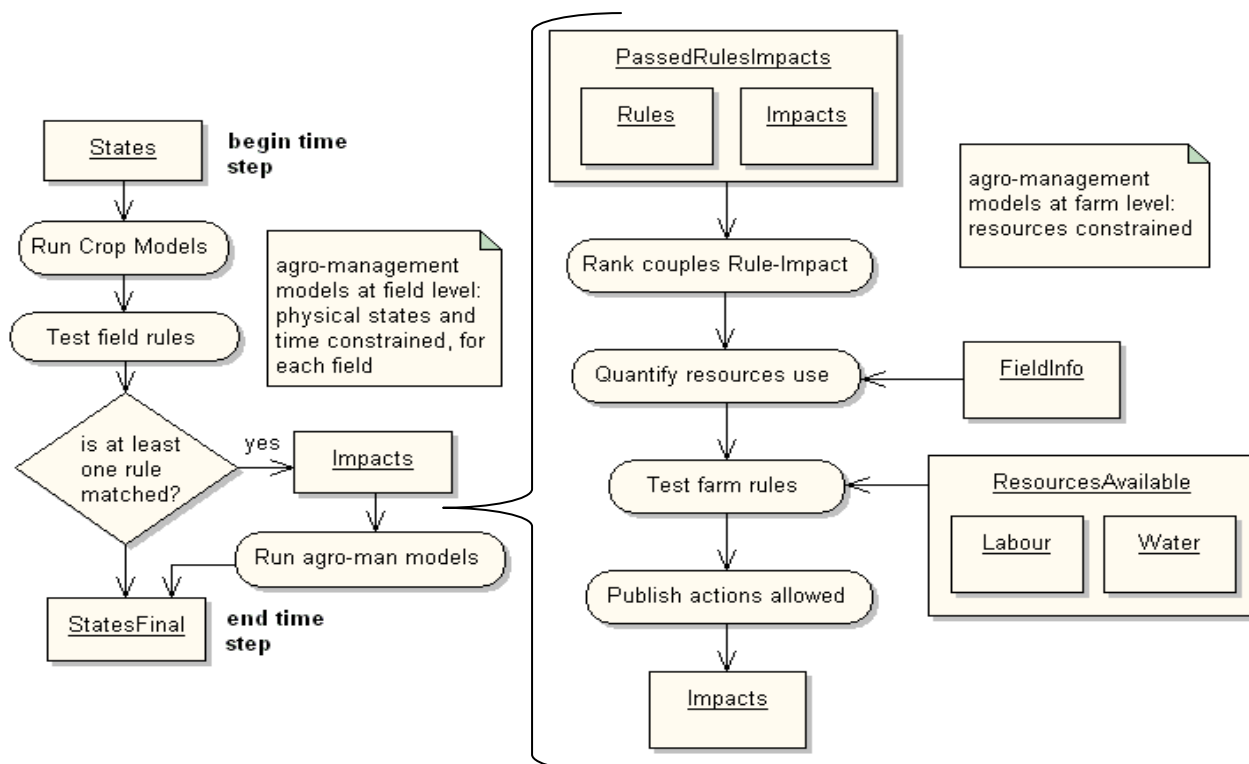 States
begin time
step
Run Crop Models
Test field rules
agro-management
models at field level:
physical states and
time constrained, for
each field
is at least
one rule
matched?
yes
Impacts
Run agro-man models
StatesFinal
end time
step
PassedRulesImpacts
Rules
Impacts
agro-management
models at farm level:
resources constrained
Rank couples Rule-Impact
Quantify resources use
FieldInfo
Test farm rules
ResourcesAvailable
Labour
Water
Publish actions allowed
Impacts